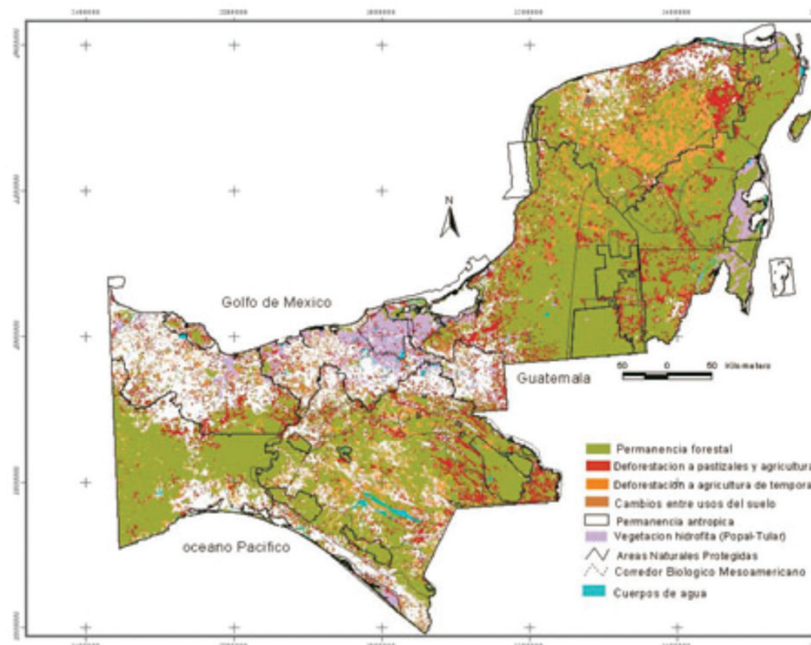 N
Golfo de Mexico
Guatemala
50 0 50 Kilometers
oceano Pacifico
Permanencia forestal
Deforestacion a pastizales y agricultura
Deforestación a agricultura de tempora
Cambios entre usos del suelo
Permanencia antropica
Vegetacion hidrofita (Popal-Tular)
Areas Naturales Protegidas
Corredor Biologico Mesoamericano
Cuerpos de agua